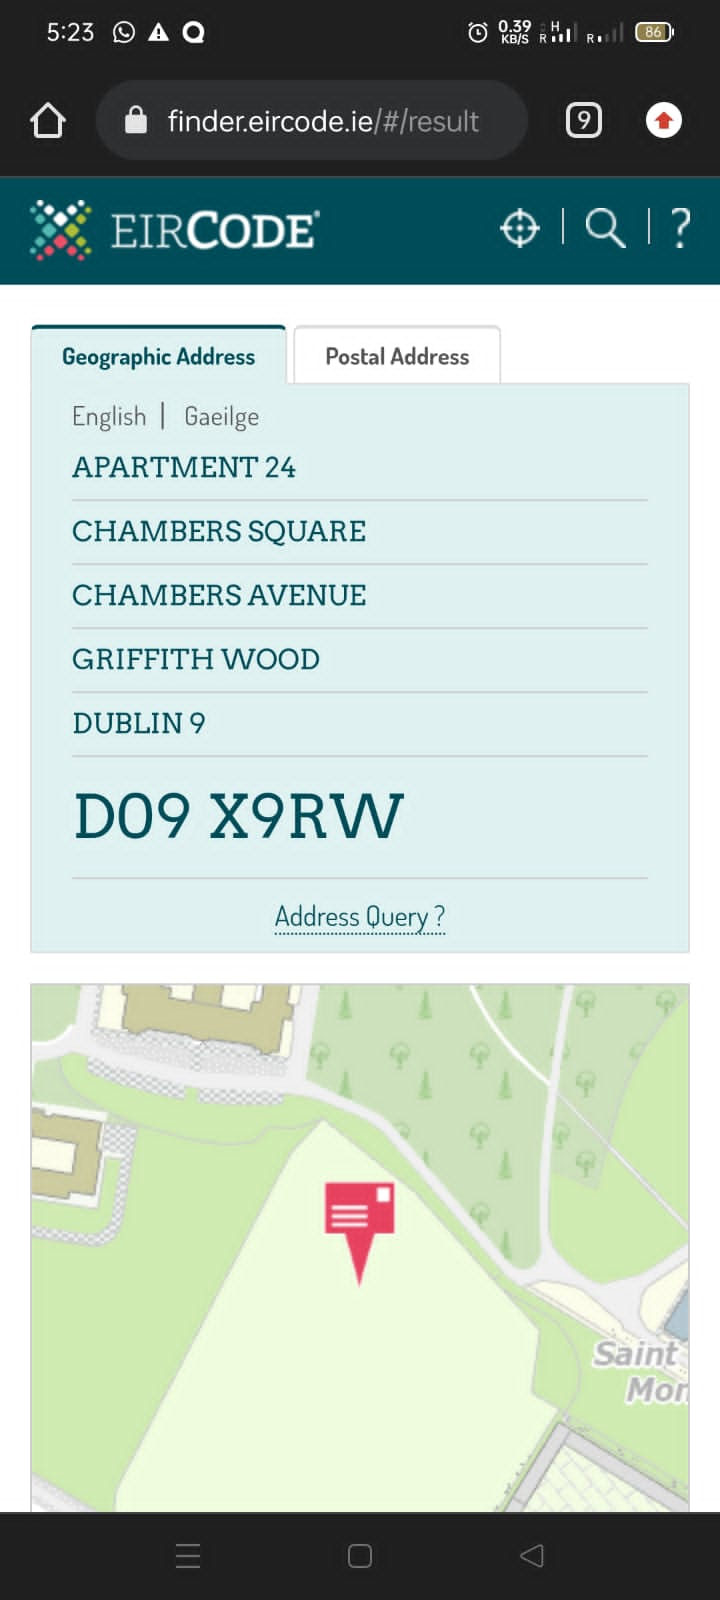 5:23
0.39
KB/S
R
H
R
86
finder.eircode.ie/#/result
9
EIRCODE
?
Geographic Address
Postal Address
English | Gaeilge
APARTMENT 24
CHAMBERS SQUARE
CHAMBERS AVENUE
GRIFFITH WOOD
DUBLIN 9
D09 X9RW
Address Query ?
Saint
Mon